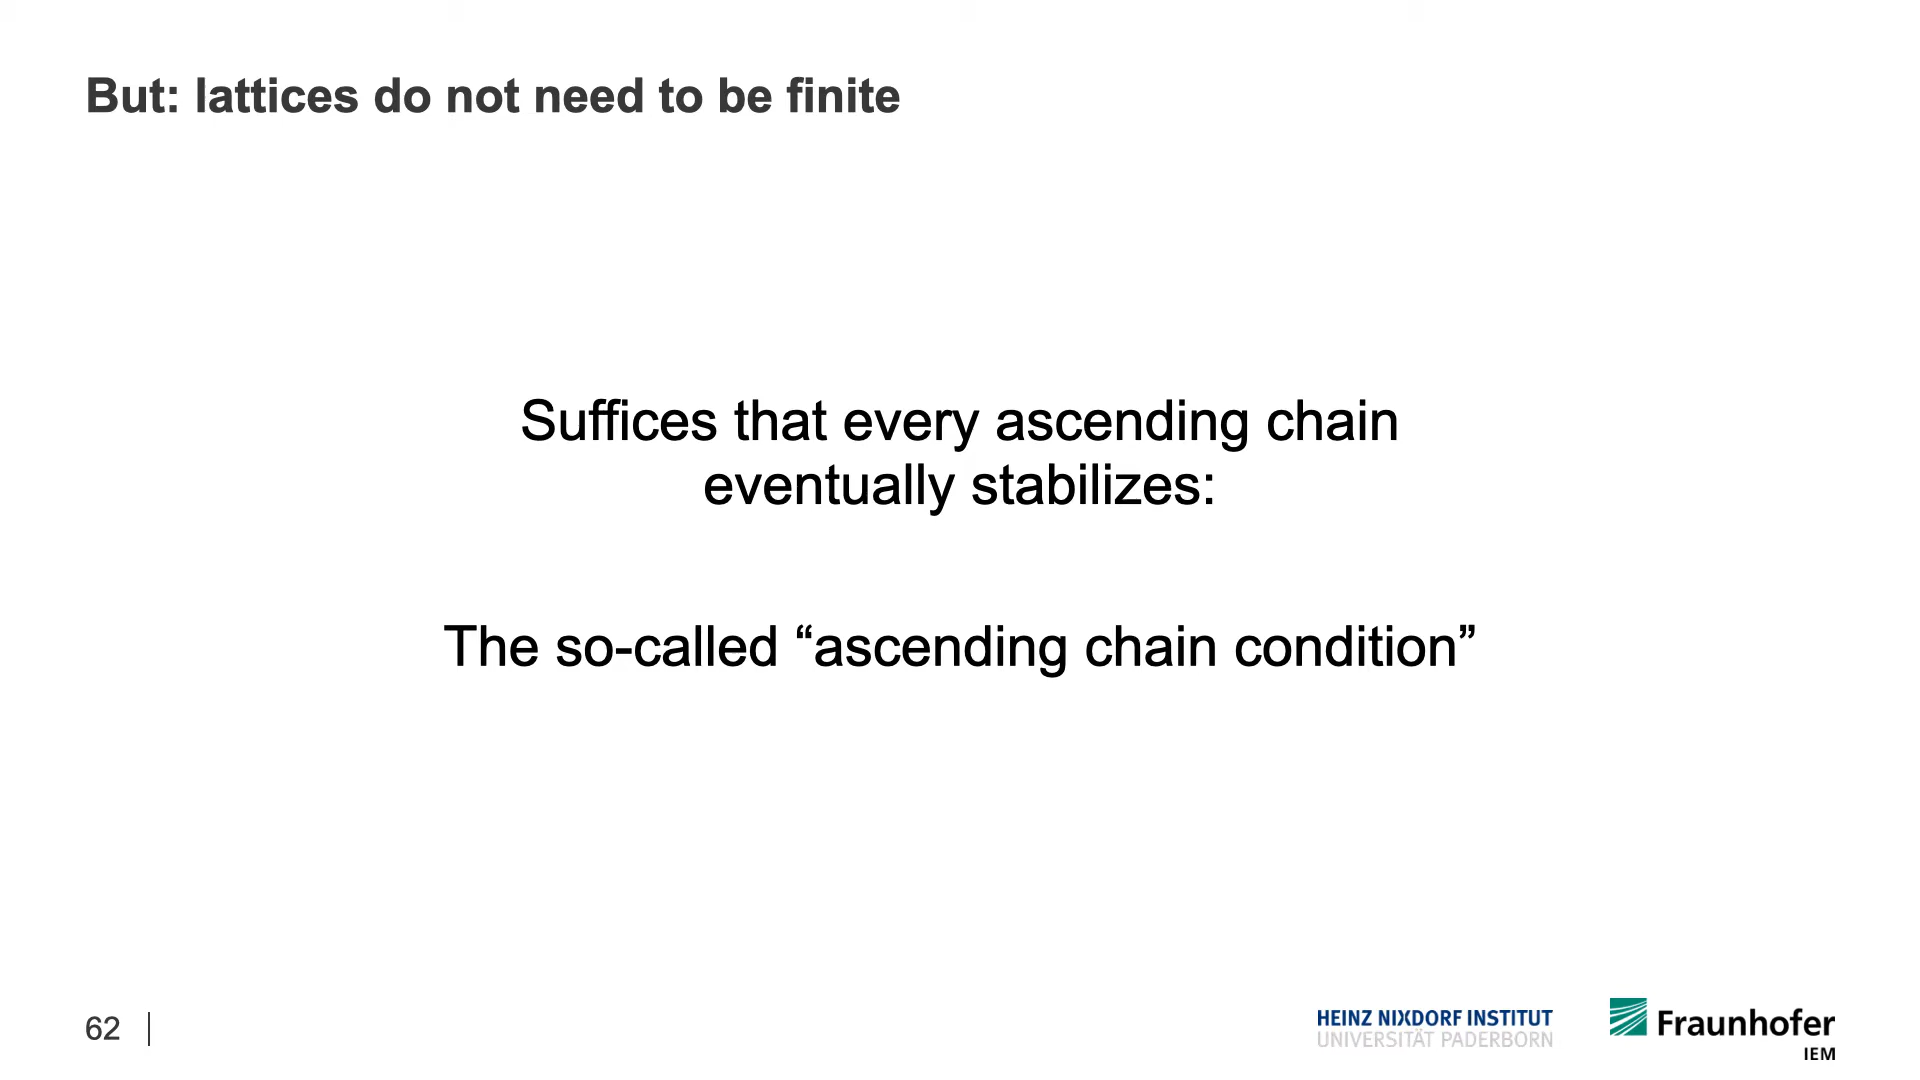 But: lattices do not need to be finite
Suffices that every ascending chain
eventually stabilizes:
The so-called “ascending chain condition”
62
HEINZ NIXDORF INSTITUT
UNIVERSITÄT PADERBORN
Fraunhofer
IEM